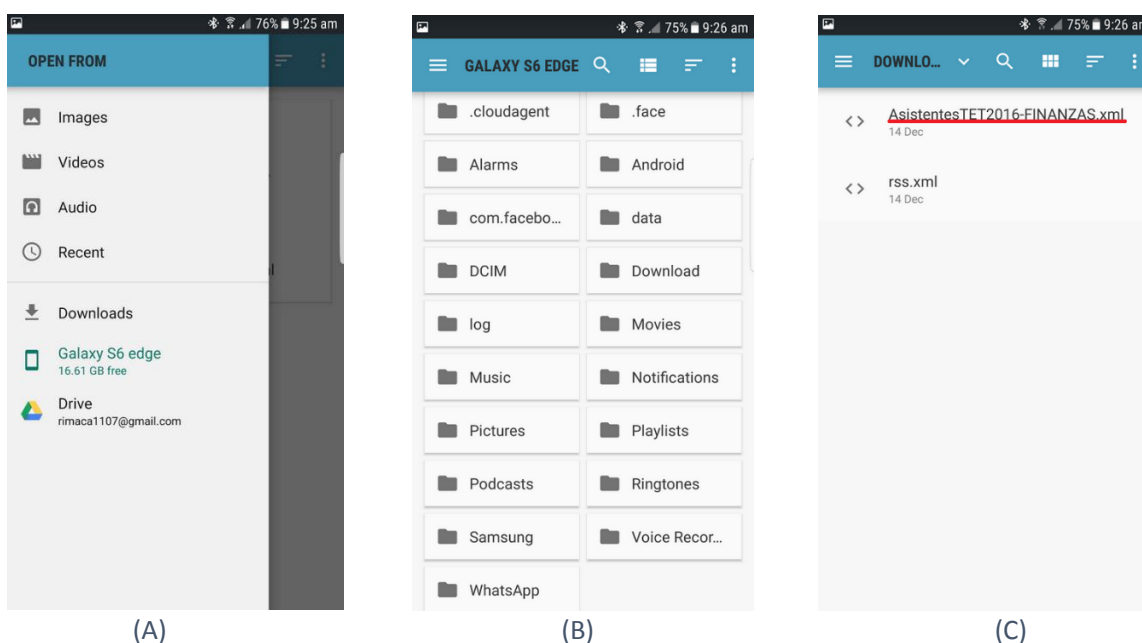 76% 9:25 am
OPEN FROM
Images
Videos
Audio
Recent
Downloads
Galaxy S6 edge
16.61 GB free
Drive
rimaca1107@gmail.com
(A)
75% 9:26 am
GALAXY S6 EDGE
.cloudagent .face
Alarms Android
com.facebo... data
DCIM Download
log Movies
Music Notifications
Pictures Playlists
Podcasts Ringtones
Samsung Voice Recor...
WhatsApp
(B)
75% 9:26 am
DOWNLO...
AsistentesTET2016-FINANZAS.xml
14 Dec
rss.xml
14 Dec
(C)